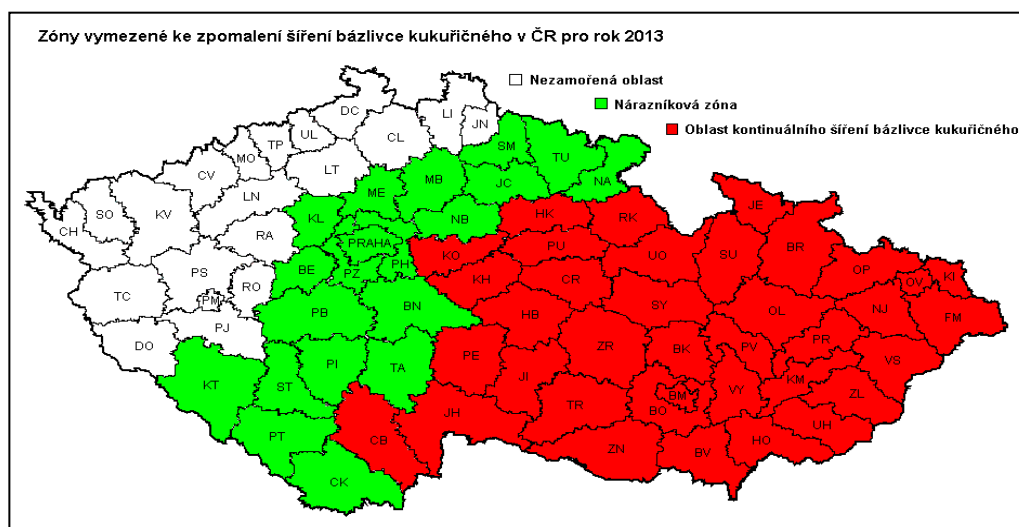 Zóny vymezené ke zpomalení šíření bázlivce kukuřičného v ČR pro rok 2013
Nezamořená oblast
Nárazníková zóna
Oblast kontinuálního šíření bázlivce kukuřičného
DC
LI
JN
UL
CL
TP
MO
LT
CV
SM
TU
LN
ME
MB
JC
NA
SO
KV
CH
KL
NB
HK
RK
JE
RA
PRAHA
KO
PU
UO
SU
BR
PS
BE
PZ
PH
KH
CR
OP
KI
OV
TC
PM
RO
PB
BN
HB
SY
OL
NJ
FM
PJ
DO
PE
ZR
BK
PV
PR
VS
KT
ST
PI
TA
JI
KM
ZL
BM
VY
BO
TR
JH
UH
PT
CB
ZN
BV
HO
CK